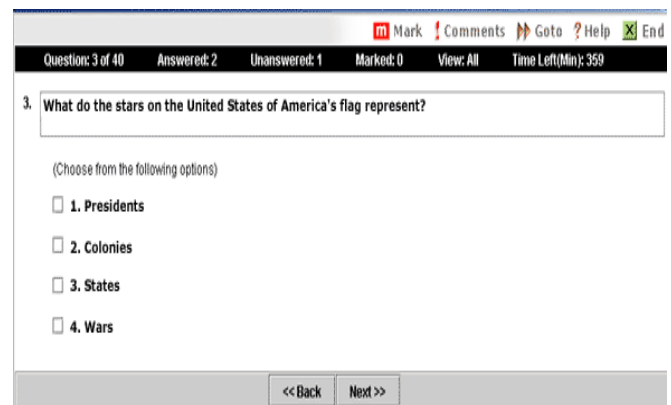 m Mark ! Comments Goto ? Help X End
Question: 3 of 40 Answered: 2 Unanswered: 1 Marked: 0 View: All Time Left(Min): 359
3. What do the stars on the United States of America's flag represent?
(Choose from the following options)
1. Presidents
2. Colonies
3. States
4. Wars
<< Back Next >>